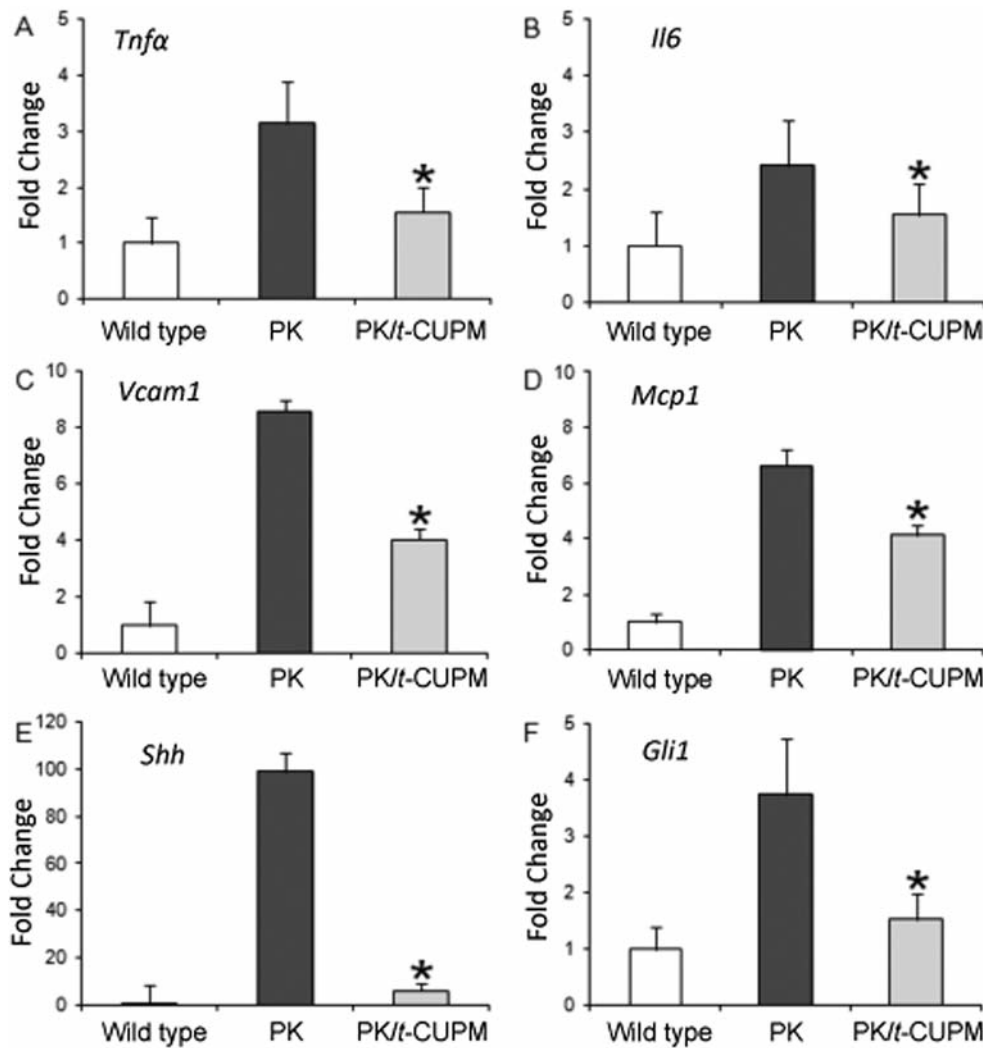 A
Tnfα
Fold Change
5
4
3
2
1
0
Wild type PK PK/t-CUPM
B
Il6
Fold Change
5
4
3
2
1
0
Wild type PK PK/t-CUPM
*
*
C
Vcam1
Fold Change
10
8
6
4
2
0
Wild type PK PK/t-CUPM
*
D
Mcp1
Fold Change
10
8
6
4
2
0
Wild type PK PK/t-CUPM
*
E
Shh
Fold Change
120
100
80
60
40
20
0
Wild type PK PK/t-CUPM
*
F
Gli1
Fold Change
5
4
3
2
1
0
Wild type PK PK/t-CUPM
*